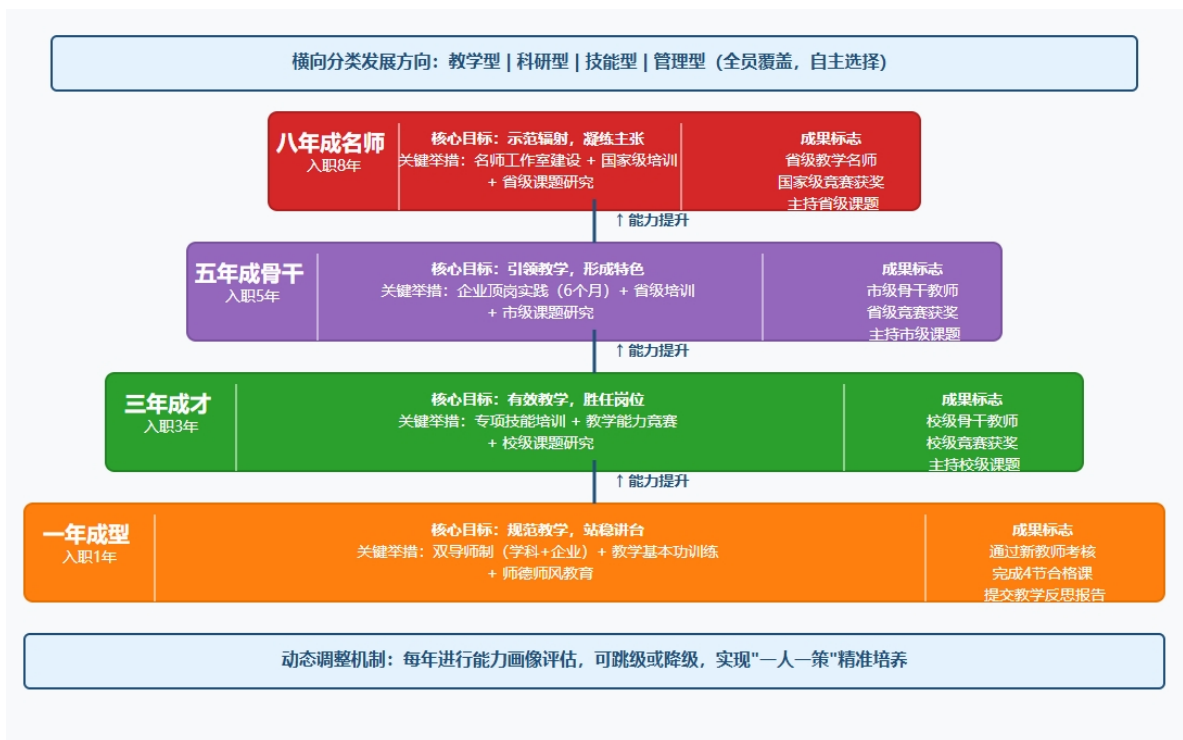 横向分类发展方向：教学型 | 科研型 | 技能型 | 管理型（全员覆盖，自主选择）
八年成名师
入职8年
核心目标：示范辐射，凝练主张
关键举措：名师工作室建设 + 国家级培训
+ 省级课题研究
成果标志
省级教学名师
国家级竞赛获奖
主持省级课题
↑ 能力提升
五年成骨干
入职5年
核心目标：引领教学，形成特色
关键举措：企业顶岗实践（6个月）+ 省级培训
+ 市级课题研究
成果标志
市级骨干教师
省级竞赛获奖
主持市级课题
↑ 能力提升
三年成才
入职3年
核心目标：有效教学，胜任岗位
关键举措：专项技能培训 + 教学能力竞赛
+ 校级课题研究
成果标志
校级骨干教师
校级竞赛获奖
主持校级课题
↑ 能力提升
一年成型
入职1年
核心目标：规范教学，站稳讲台
关键举措：双导师制（学科+企业）+ 教学基本功训练
+ 师德师风教育
成果标志
通过新教师考核
完成4节合格课
提交教学反思报告
动态调整机制：每年进行能力画像评估，可跳级或降级，实现"一人一策"精准培养